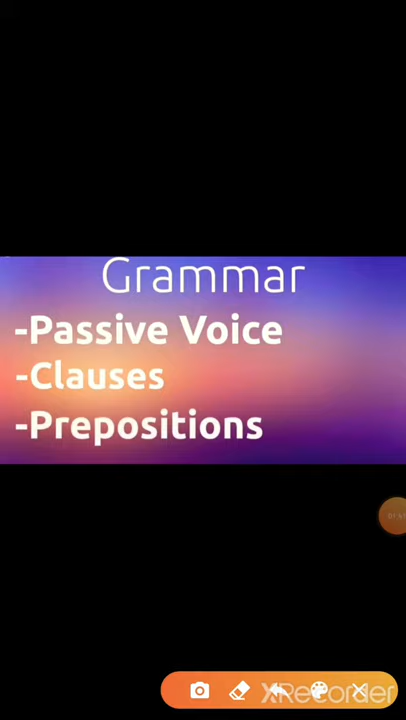 Grammar
-Passive Voice
-Clauses
-Prepositions
XRecorder